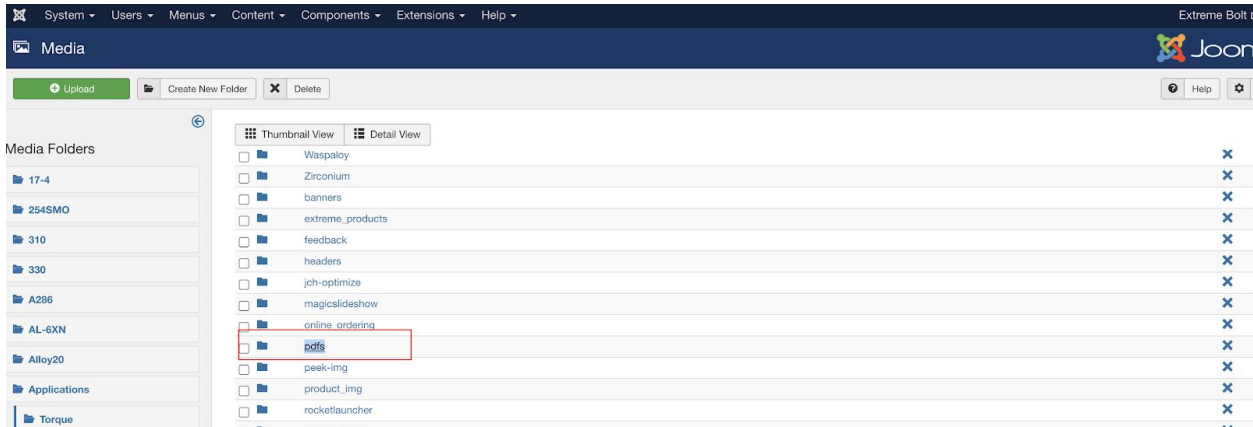 System Users Menus Content Components Extensions Help Extreme Bolt
Media
Upload Create New Folder Delete Help
Media Folders
17-4
254SMO
310
330
A286
AL-6XN
Alloy20
Applications
Torque
Thumbnail View Detail View
Waspaloy
Zirconium
banners
extreme_products
feedback
headers
jch-optimize
magicslideshow
online_ordering
pdfs
peek-img
product_img
rocketlauncher